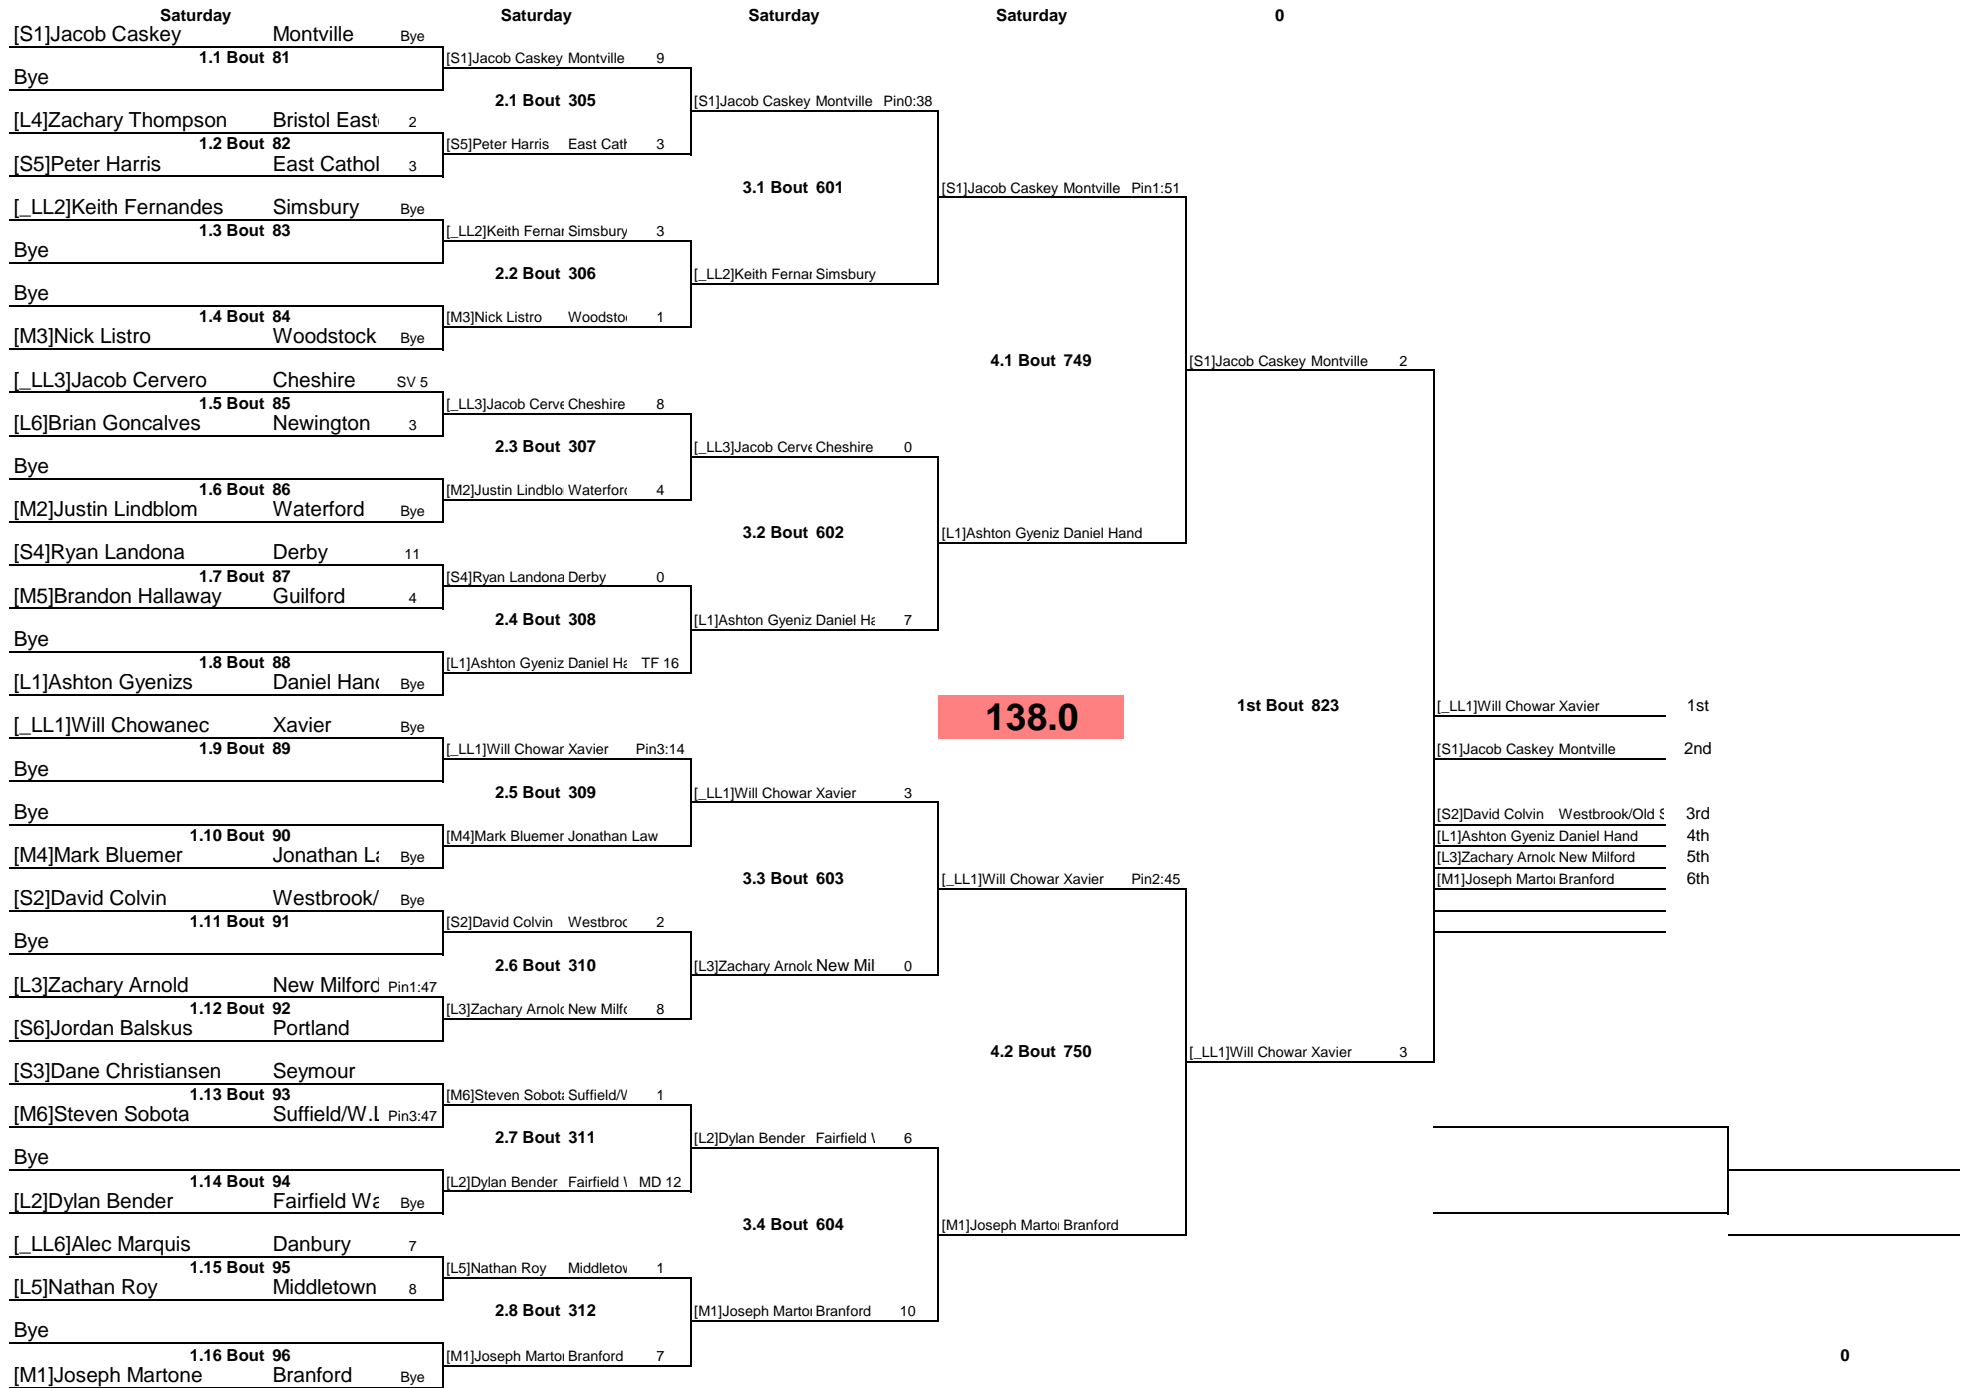 Saturday Saturday Saturday Saturday 0
[S1]Jacob Caskey Montville Bye
1.1 Bout 81
Bye
[L4]Zachary Thompson Bristol East 2
1.2 Bout 82
[S5]Peter Harris East Cathol 3
[_LL2]Keith Fernandes Simsbury Bye
1.3 Bout 83
Bye
Bye
1.4 Bout 84
[M3]Nick Listro Woodstock Bye
[_LL3]Jacob Cervero Cheshire SV 5
1.5 Bout 85
[L6]Brian Goncalves Newington 3
Bye
1.6 Bout 86
[M2]Justin Lindblom Waterford Bye
[S4]Ryan Landona Derby 11
1.7 Bout 87
[M5]Brandon Hallaway Guilford 4
Bye
1.8 Bout 88
[L1]Ashton Gyenizs Daniel Hand Bye
[_LL1]Will Chowanec Xavier Bye
1.9 Bout 89
Bye
Bye
1.10 Bout 90
[M4]Mark Bluemer Jonathan La Bye
[S2]David Colvin Westbrook/ Bye
1.11 Bout 91
Bye
[L3]Zachary Arnold New Milford Pin1:47
1.12 Bout 92
[S6]Jordan Balskus Portland
[S3]Dane Christiansen Seymour
1.13 Bout 93
[M6]Steven Sobota Suffield/W.L Pin3:47
Bye
1.14 Bout 94
[L2]Dylan Bender Fairfield Wa Bye
[_LL6]Alec Marquis Danbury 7
1.15 Bout 95
[L5]Nathan Roy Middletown 8
Bye
1.16 Bout 96
[M1]Joseph Martone Branford Bye
[S1]Jacob Caskey Montville 9
2.1 Bout 305
[S5]Peter Harris East Cath 3
[_LL2]Keith Fernar Simsbury 3
2.2 Bout 306
[M3]Nick Listro Woodsto 1
[_LL3]Jacob Cerve Cheshire 8
2.3 Bout 307
[M2]Justin Lindblo Waterford 4
[S4]Ryan Landona Derby 0
2.4 Bout 308
[L1]Ashton Gyeniz Daniel Ha TF 16
[_LL1]Will Chowar Xavier Pin3:14
2.5 Bout 309
[M4]Mark Bluemer Jonathan Law
[S2]David Colvin Westbroo 2
2.6 Bout 310
[L3]Zachary Arnold New Milfo 8
[M6]Steven Sobota Suffield/W 1
2.7 Bout 311
[L2]Dylan Bender Fairfield MD 12
[L5]Nathan Roy Middletow 1
2.8 Bout 312
[M1]Joseph Marto Branford 7
[S1]Jacob Caskey Montville Pin0:38
3.1 Bout 601
[_LL2]Keith Fernar Simsbury
[_LL3]Jacob Cerve Cheshire 0
3.2 Bout 602
[L1]Ashton Gyeniz Daniel Ha 7
[_LL1]Will Chowar Xavier 3
3.3 Bout 603
[L3]Zachary Arnold New Mil 0
[L2]Dylan Bender Fairfield 6
3.4 Bout 604
[M1]Joseph Marto Branford 10
[S1]Jacob Caskey Montville Pin1:51
4.1 Bout 749
[L1]Ashton Gyeniz Daniel Hand
138.0
[_LL1]Will Chowar Xavier Pin2:45
4.2 Bout 750
[M1]Joseph Marto Branford
[S1]Jacob Caskey Montville 2
1st Bout 823
[_LL1]Will Chowar Xavier 3
[_LL1]Will Chowar Xavier 1st
[S1]Jacob Caskey Montville 2nd
[S2]David Colvin Westbrook/Old S 3rd
[L1]Ashton Gyeniz Daniel Hand 4th
[L3]Zachary Arnold New Milford 5th
[M1]Joseph Marto Branford 6th
0